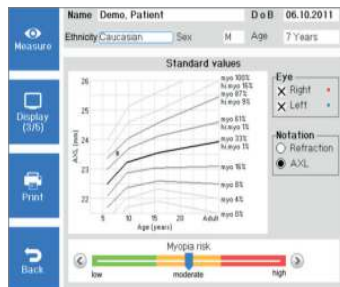 Name Demo, Patient DoB 06.10.2011
Ethnicity Caucasian Sex M Age 7 Years
Measure
Display
(3/5)
Print
Back
Standard values
26
25
24
23
22
AXL (mm)
5 10 15 20 Adult
Age (years)
myo 100%
hi.myo 15%
myo 87%
hi.myo 9%
myo 61%
hi.myo 1%
myo 33%
hi.myo 1%
myo 16%
myo 8%
myo 4%
myo 0%
Eye
X Right
X Left
Notation
Refraction
AXL
Myopia risk
low moderate high